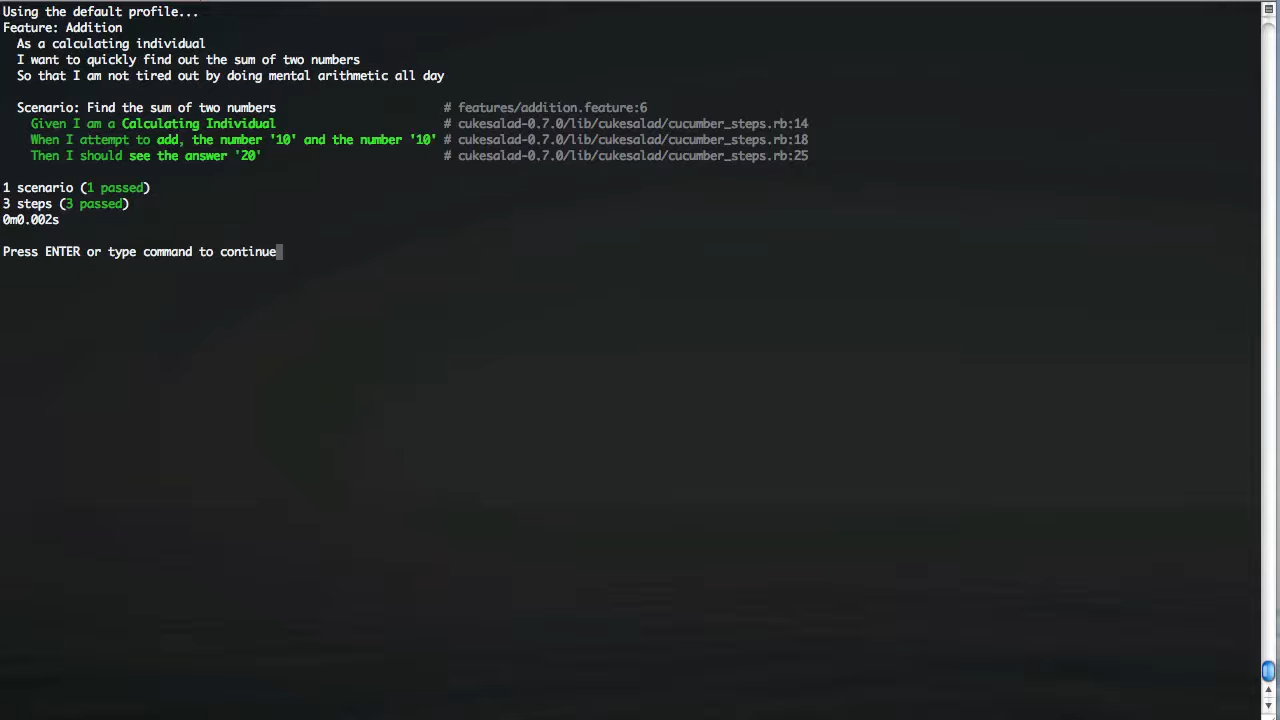 Using the default profile...
Feature: Addition
As a calculating individual
I want to quickly find out the sum of two numbers
So that I am not tired out by doing mental arithmetic all day
Scenario: Find the sum of two numbers # features/addition.feature:6
Given I am a Calculating Individual # cukesalad-0.7.0/lib/cukesalad/cucumber_steps.rb:14
When I attempt to add, the number '10' and the number '10' # cukesalad-0.7.0/lib/cukesalad/cucumber_steps.rb:18
Then I should see the answer '20' # cukesalad-0.7.0/lib/cukesalad/cucumber_steps.rb:25
1 scenario (1 passed)
3 steps (3 passed)
0m0.002s
Press ENTER or type command to continue